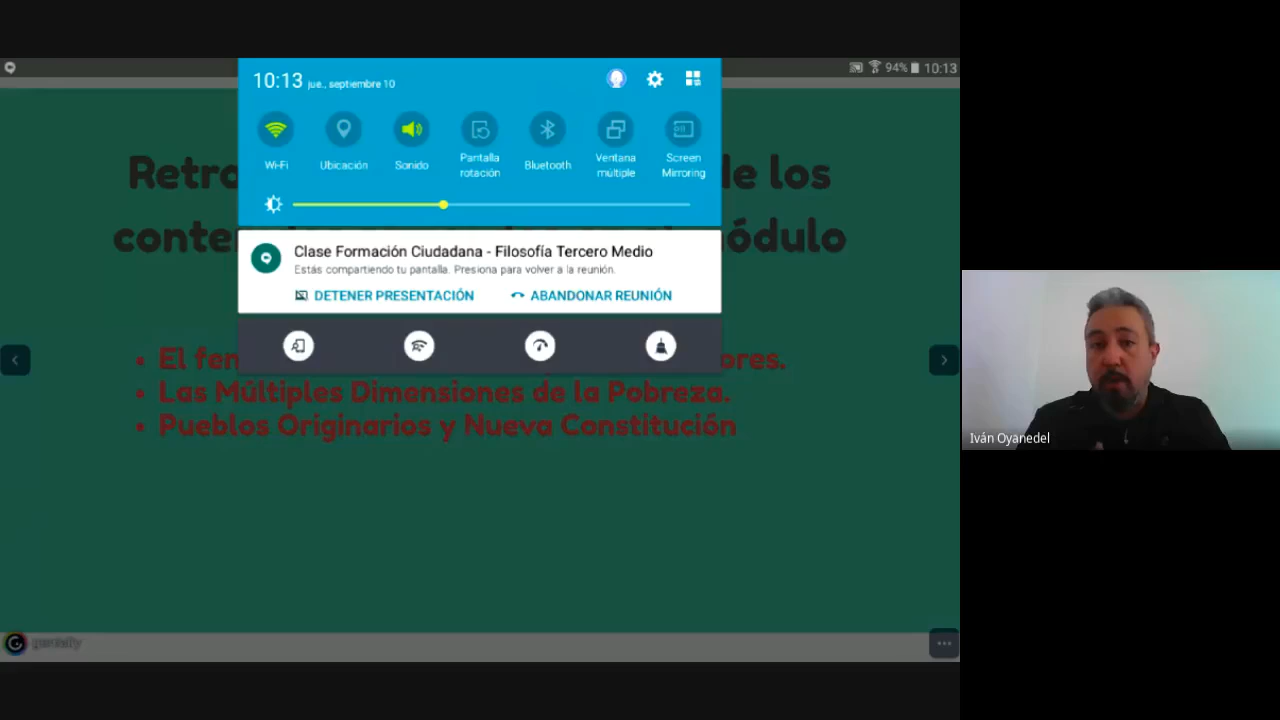 94% 10:13
10:13 jue., septiembre 10
Wi-Fi Ubicación Sonido Pantalla rotación Bluetooth Ventana múltiple Screen Mirroring
Retro de los
conte módulo
Clase Formación Ciudadana - Filosofía Tercero Medio
Estás compartiendo tu pantalla. Presiona para volver a la reunión.
DETENER PRESENTACIÓN ABANDONAR REUNIÓN
• El fen ores.
• Las Múltiples Dimensiones de la Pobreza.
• Pueblos Originarios y Nueva Constitución
Iván Oyanedel
genially